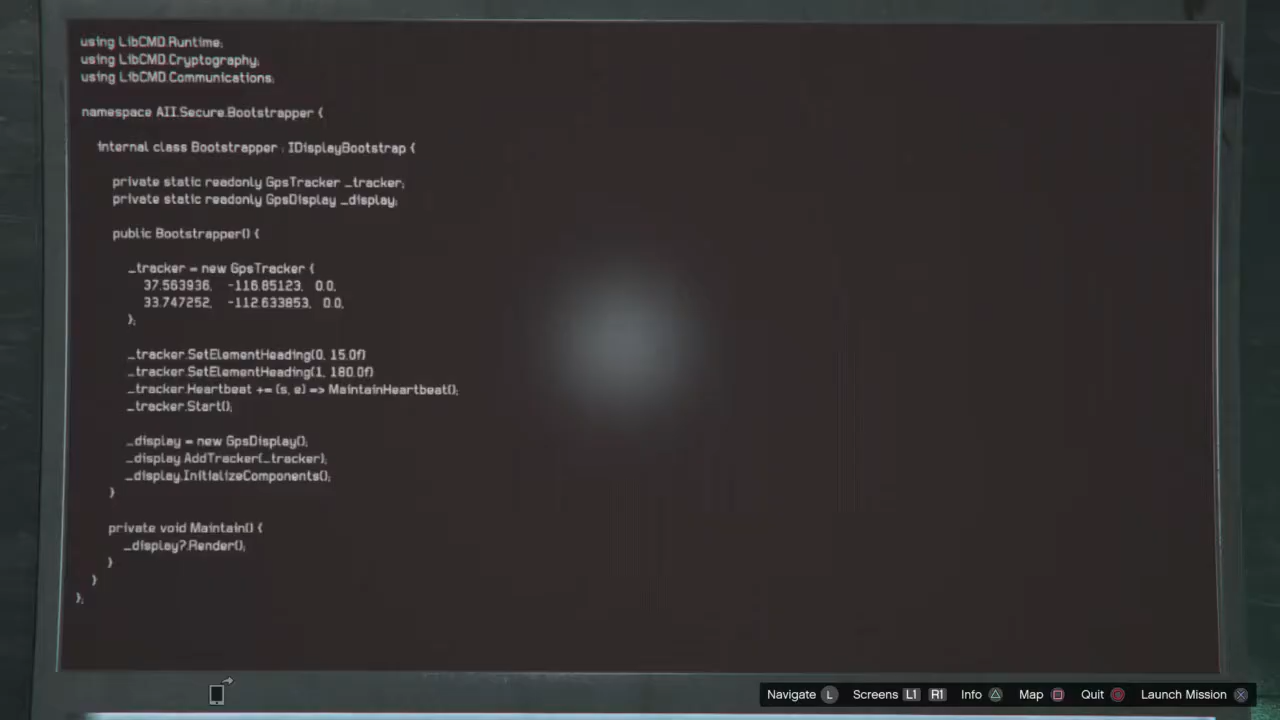 using LibCMD.Runtime;
using LibCMD.Cryptography;
using LibCMD.Communications;
namespace AII.Secure.Bootstrapper {
internal class Bootstrapper : IDisplayBootstrap {
private static readonly GpsTracker _tracker;
private static readonly GpsDisplay _display;
public Bootstrapper() {
_tracker = new GpsTracker {
37.563936, -116.85123, 0.0,
33.747252, -112.633853, 0.0,
};
_tracker.SetElementHeading(0, 15.0f)
_tracker.SetElementHeading(1, 180.0f)
_tracker.Heartbeat += (s, e) => MaintainHeartbeat();
_tracker.Start();
_display = new GpsDisplay();
_display.AddTracker(_tracker);
_display.InitializeComponents();
}
private void Maintain() {
_display?.Render();
}
}
};
Navigate L Screens L1 R1 Info Map Quit Launch Mission